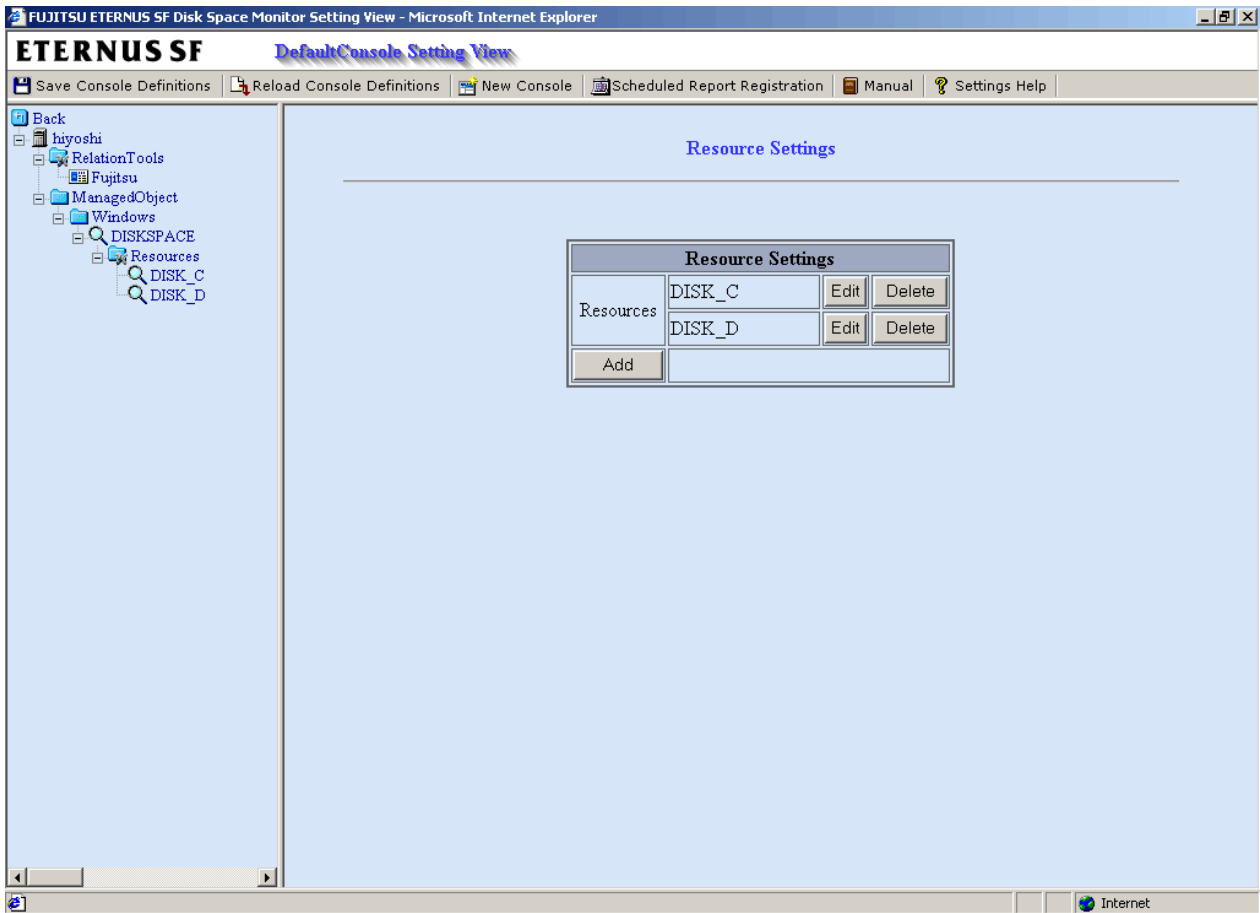 FUJITSU ETERNUS SF Disk Space Monitor Setting View - Microsoft Internet Explorer
ETERNUS SF DefaultConsole Setting View
Save Console Definitions Reload Console Definitions New Console Scheduled Report Registration Manual Settings Help
Back
hiyoshi
RelationTools
Fujitsu
ManagedObject
Windows
DISKSPACE
Resources
DISK_C
DISK_D
Resource Settings
Resource Settings
Resources
DISK_C Edit Delete
DISK_D Edit Delete
Add
Internet